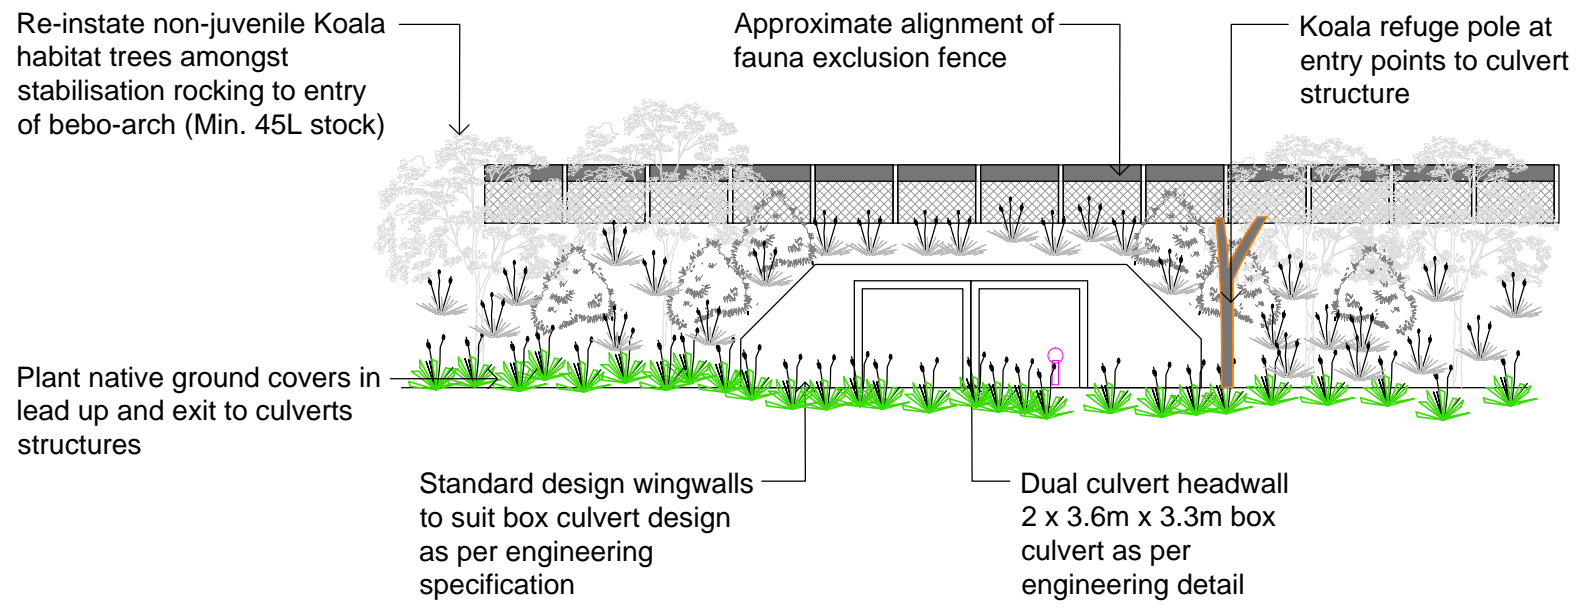 Re-instate non-juvenile Koala
habitat trees amongst
stabilisation rocking to entry
of bebo-arch (Min. 45L stock)
Approximate alignment of
fauna exclusion fence
Koala refuge pole at
entry points to culvert
structure
Plant native ground covers in
lead up and exit to culverts
structures
Standard design wingwalls
to suit box culvert design
as per engineering
specification
Dual culvert headwall
2 x 3.6m x 3.3m box
culvert as per
engineering detail